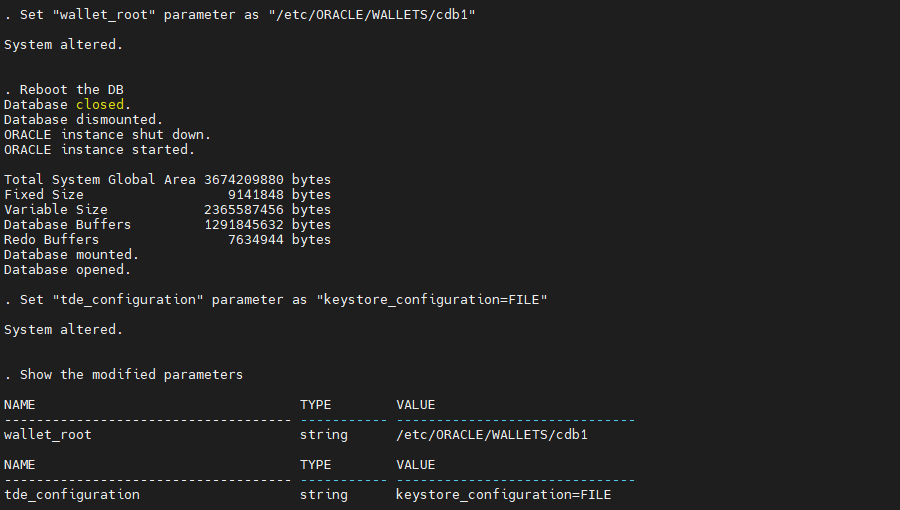 . Set "wallet_root" parameter as "/etc/ORACLE/WALLETS/cdb1"
System altered.
. Reboot the DB
Database closed.
Database dismounted.
ORACLE instance shut down.
ORACLE instance started.
Total System Global Area 3674209880 bytes
Fixed Size                  9141848 bytes
Variable Size            2365587456 bytes
Database Buffers         1291845632 bytes
Redo Buffers                7634944 bytes
Database mounted.
Database opened.
. Set "tde_configuration" parameter as "keystore_configuration=FILE"
System altered.
. Show the modified parameters
NAME                                 TYPE        VALUE
------------------------------------ ----------- ------------------------------
wallet_root                          string      /etc/ORACLE/WALLETS/cdb1
NAME                                 TYPE        VALUE
------------------------------------ ----------- ------------------------------
tde_configuration                    string      keystore_configuration=FILE